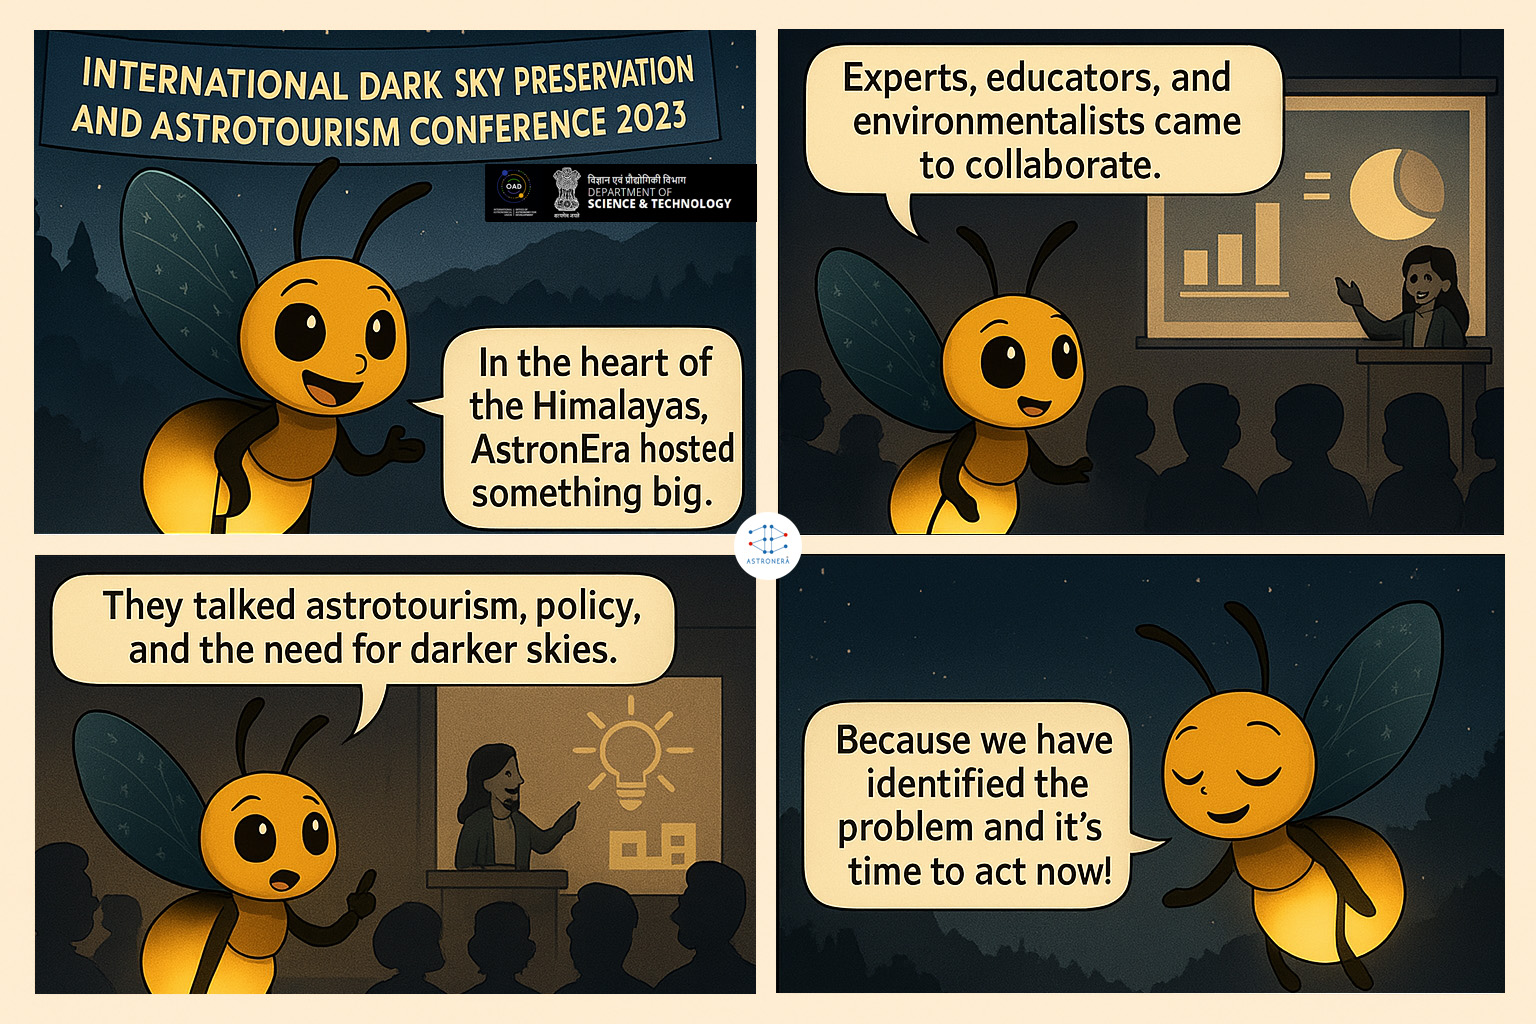 INTERNATIONAL DARK SKY PRESERVATION
AND ASTROTOURISM CONFERENCE 2023
OAD
विज्ञान एवं प्रौद्योगिकी विभाग
DEPARTMENT OF
SCIENCE & TECHNOLOGY
सत्यमेव जयते
In the heart of
the Himalayas,
AstronEra hosted
something big.
Experts, educators, and
environmentalists came
to collaborate.
ASTRONERĀ
They talked astrotourism, policy,
and the need for darker skies.
Because we have
identified the
problem and it's
time to act now!